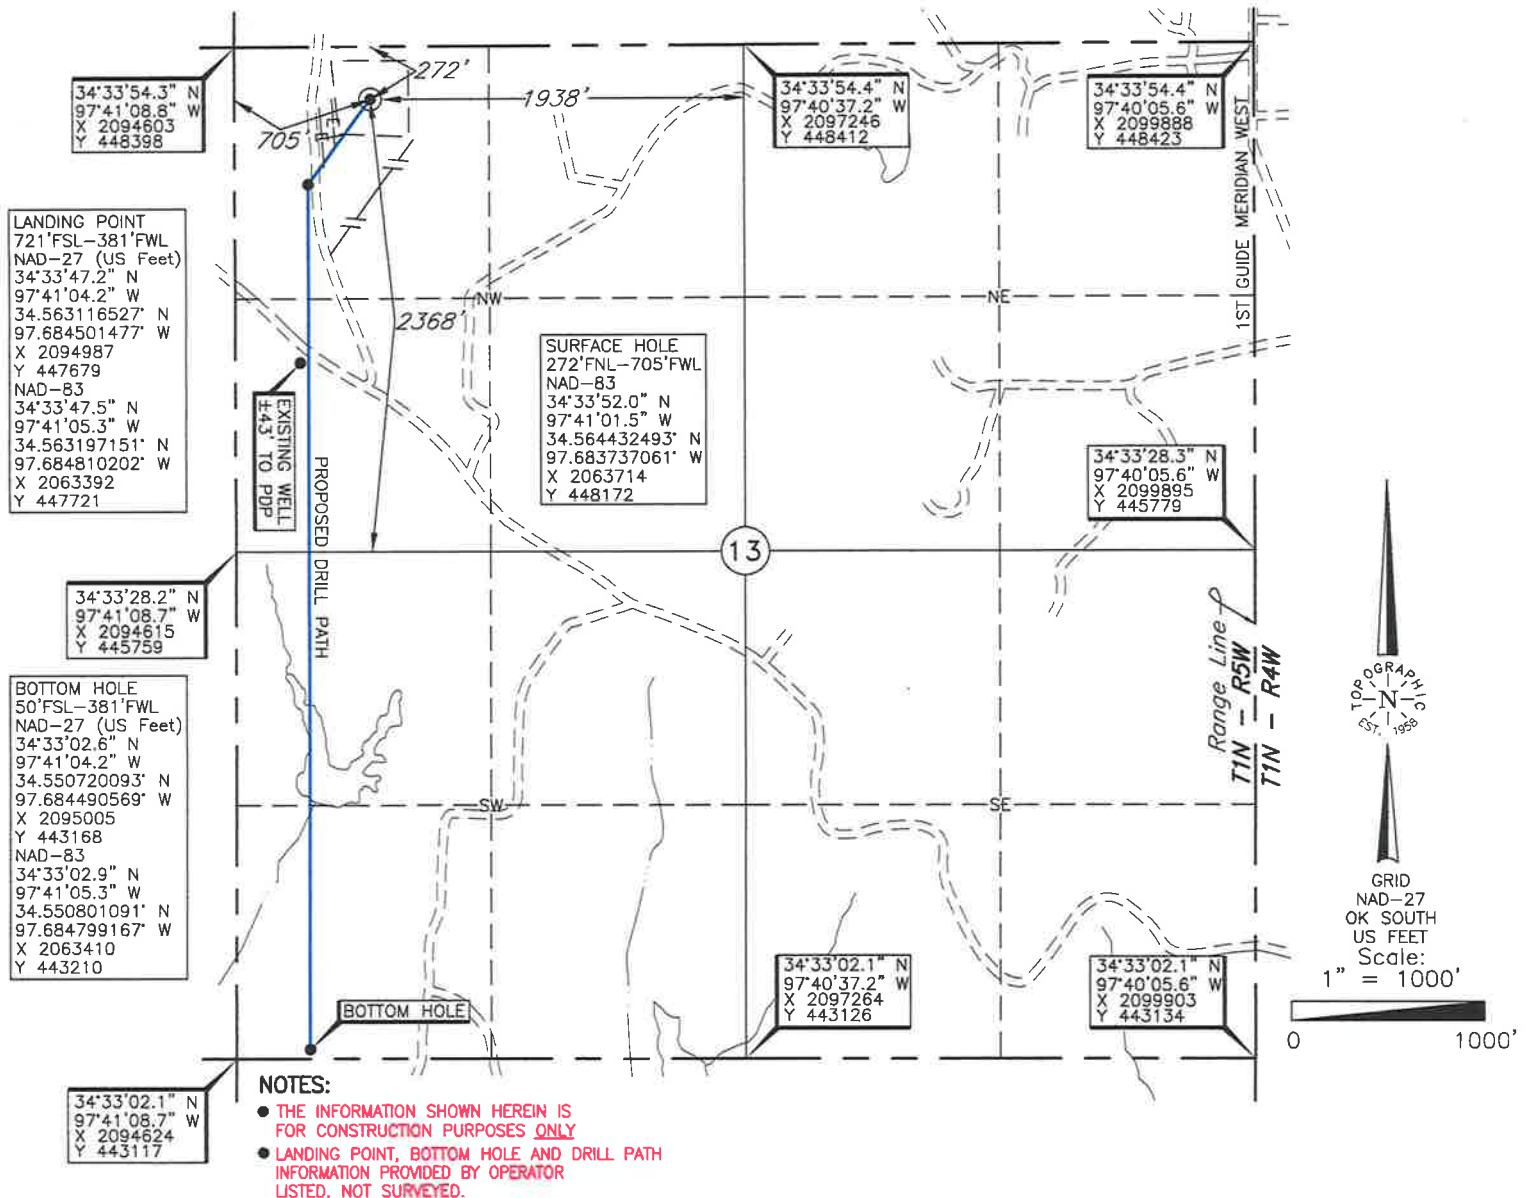 34°33'54.3" N
97°41'08.8" W
X 2094603
Y 448398
272'
1938'
705'
34°33'54.4" N
97°40'37.2" W
X 2097246
Y 448412
34°33'54.4" N
97°40'05.6" W
X 2099888
Y 448423
1ST GUIDE MERIDIAN WEST
LANDING POINT
721'FSL-381'FWL
NAD-27 (US Feet)
34°33'47.2" N
97°41'04.2" W
34.563116527° N
97.684501477° W
X 2094987
Y 447679
NAD-83
34°33'47.5" N
97°41'05.3" W
34.563197151° N
97.684810202° W
X 2063392
Y 447721
NW
NE
2368'
SURFACE HOLE
272'FNL-705'FWL
NAD-83
34°33'52.0" N
97°41'01.5" W
34.564432493° N
97.683737061° W
X 2063714
Y 448172
EXISTING WELL
±43' TO PDP
PROPOSED DRILL PATH
34°33'28.3" N
97°40'05.6" W
X 2099895
Y 445779
13
34°33'28.2" N
97°41'08.7" W
X 2094615
Y 445759
BOTTOM HOLE
50'FSL-381'FWL
NAD-27 (US Feet)
34°33'02.6" N
97°41'04.2" W
34.550720093° N
97.684490569° W
X 2095005
Y 443168
NAD-83
34°33'02.9" N
97°41'05.3" W
34.550801091° N
97.684799167° W
X 2063410
Y 443210
Range Line
T1N - R5W
T1N - R4W
TOPOGRAPHIC
N
EST. 1958
SW
SE
GRID
NAD-27
OK SOUTH
US FEET
Scale:
1" = 1000'
0 1000'
34°33'02.1" N
97°40'37.2" W
X 2097264
Y 443126
34°33'02.1" N
97°40'05.6" W
X 2099903
Y 443134
BOTTOM HOLE
34°33'02.1" N
97°41'08.7" W
X 2094624
Y 443117
NOTES:
● THE INFORMATION SHOWN HEREIN IS
FOR CONSTRUCTION PURPOSES ONLY
● LANDING POINT, BOTTOM HOLE AND DRILL PATH
INFORMATION PROVIDED BY OPERATOR
LISTED, NOT SURVEYED.